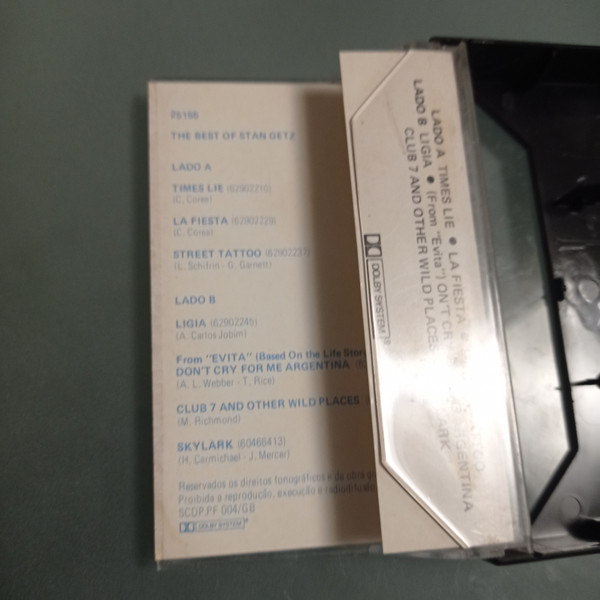 25155
THE BEST OF STAN GETZ
LADO A
TIMES LIE (62902210)
(C. Corea)
LA FIESTA (62902229)
(C. Corea)
STREET TATTOO (62902237)
(L. Schifrin - G. Garnett)
LADO B
LIGIA (62902245)
(A. Carlos Jobim)
From "EVITA" (Based On the Life Story
DON'T CRY FOR ME ARGENTINA
(A. L. Webber - T. Rice)
CLUB 7 AND OTHER WILD PLACES
(M. Richmond)
SKYLARK (60466413)
(H. Carmichael - J. Mercer)
Reservados os direitos fonográficos e da obra
Proibida a reprodução, execução e radiodifusão
SCDP.PF 004/GB
DOLBY SYSTEM
LADO A TIMES LIE • LA FIESTA
LADO B LIGIA • (From "Evita") ON'T CR ARGENTINA
CLUB 7 AND OTHER WILD PLACES
DOLBY SYSTEM